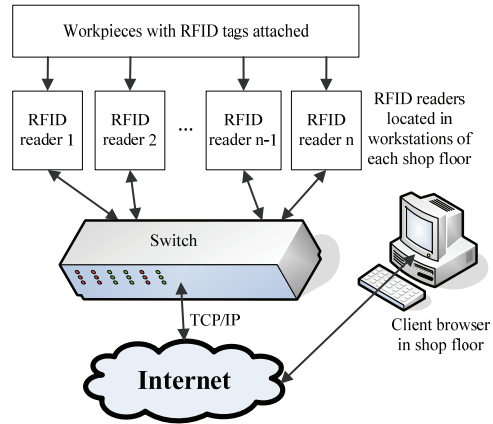 Workpieces with RFID tags attached
RFID
reader 1
RFID
reader 2
...
RFID
reader n-1
RFID
reader n
RFID readers
located in
workstations of
each shop floor
Switch
TCP/IP
Internet
Client browser
in shop floor